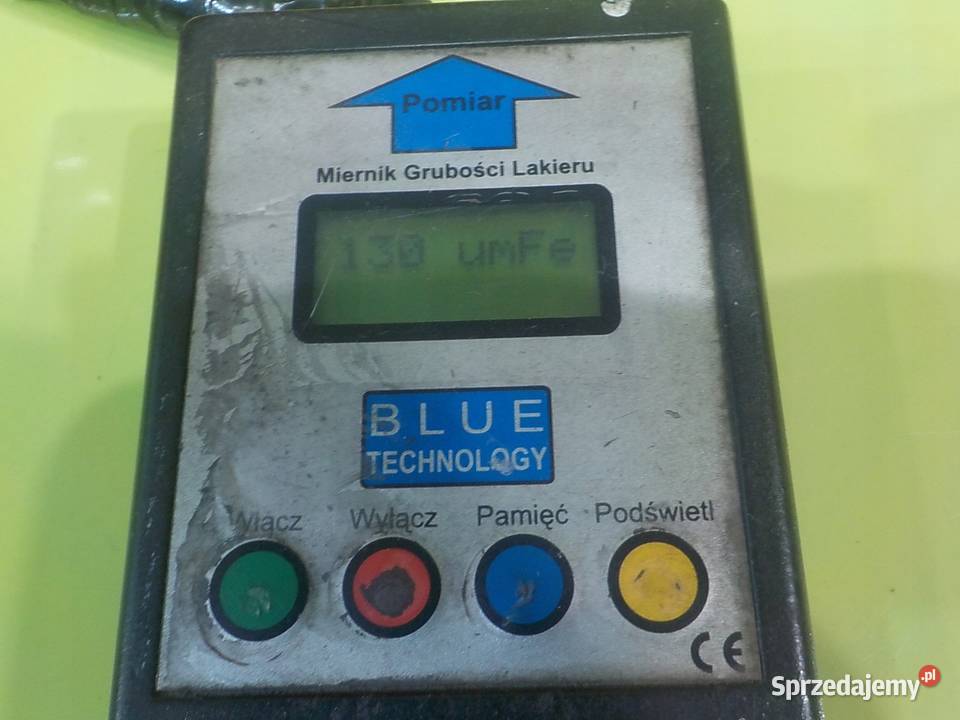 Pomiar
Miernik Grubości Lakieru
130 umFe
BLUE
TECHNOLOGY
Włącz Wyłącz Pamięć Podświetl
CE
Sprzedajemy.pl